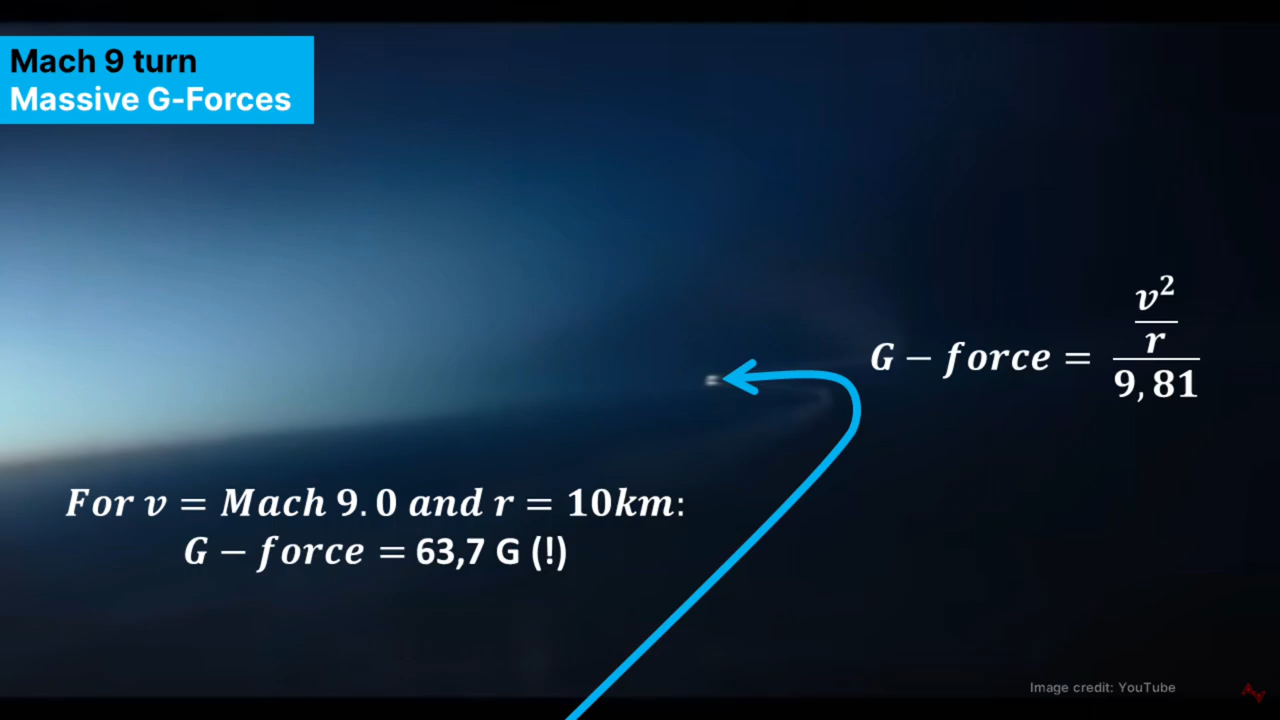 Mach 9 turn
Massive G-Forces
G − force = v²/r / 9,81
For v = Mach 9.0 and r = 10km:
G − force = 63,7 G (!)
Image credit: YouTube